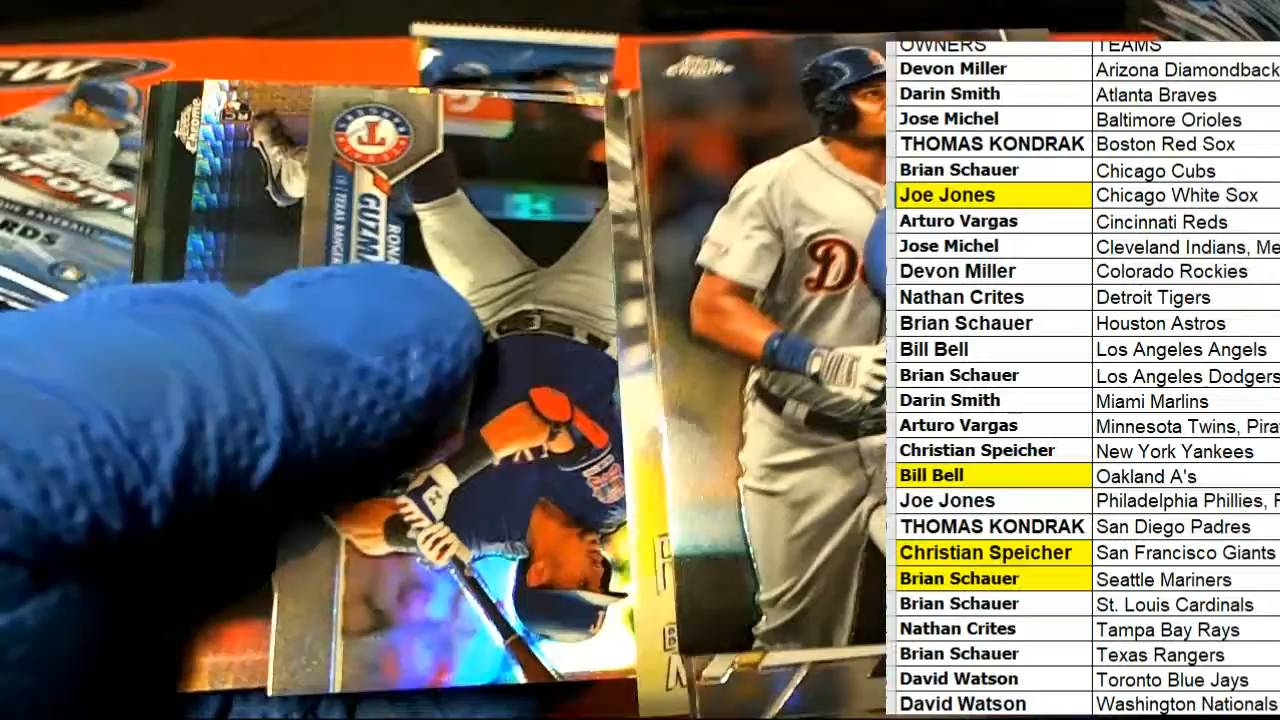 OWNERS TEAMS
Devon Miller Arizona Diamondback
Darin Smith Atlanta Braves
Jose Michel Baltimore Orioles
THOMAS KONDRAK Boston Red Sox
Brian Schauer Chicago Cubs
Joe Jones Chicago White Sox
Arturo Vargas Cincinnati Reds
Jose Michel Cleveland Indians, Me
Devon Miller Colorado Rockies
Nathan Crites Detroit Tigers
Brian Schauer Houston Astros
Bill Bell Los Angeles Angels
Brian Schauer Los Angeles Dodgers
Darin Smith Miami Marlins
Arturo Vargas Minnesota Twins, Pira
Christian Speicher New York Yankees
Bill Bell Oakland A's
Joe Jones Philadelphia Phillies, F
THOMAS KONDRAK San Diego Padres
Christian Speicher San Francisco Giants
Brian Schauer Seattle Mariners
Brian Schauer St. Louis Cardinals
Nathan Crites Tampa Bay Rays
Brian Schauer Texas Rangers
David Watson Toronto Blue Jays
David Watson Washington Nationals
RONA
GUZM
TEXAS RANGER
T
D